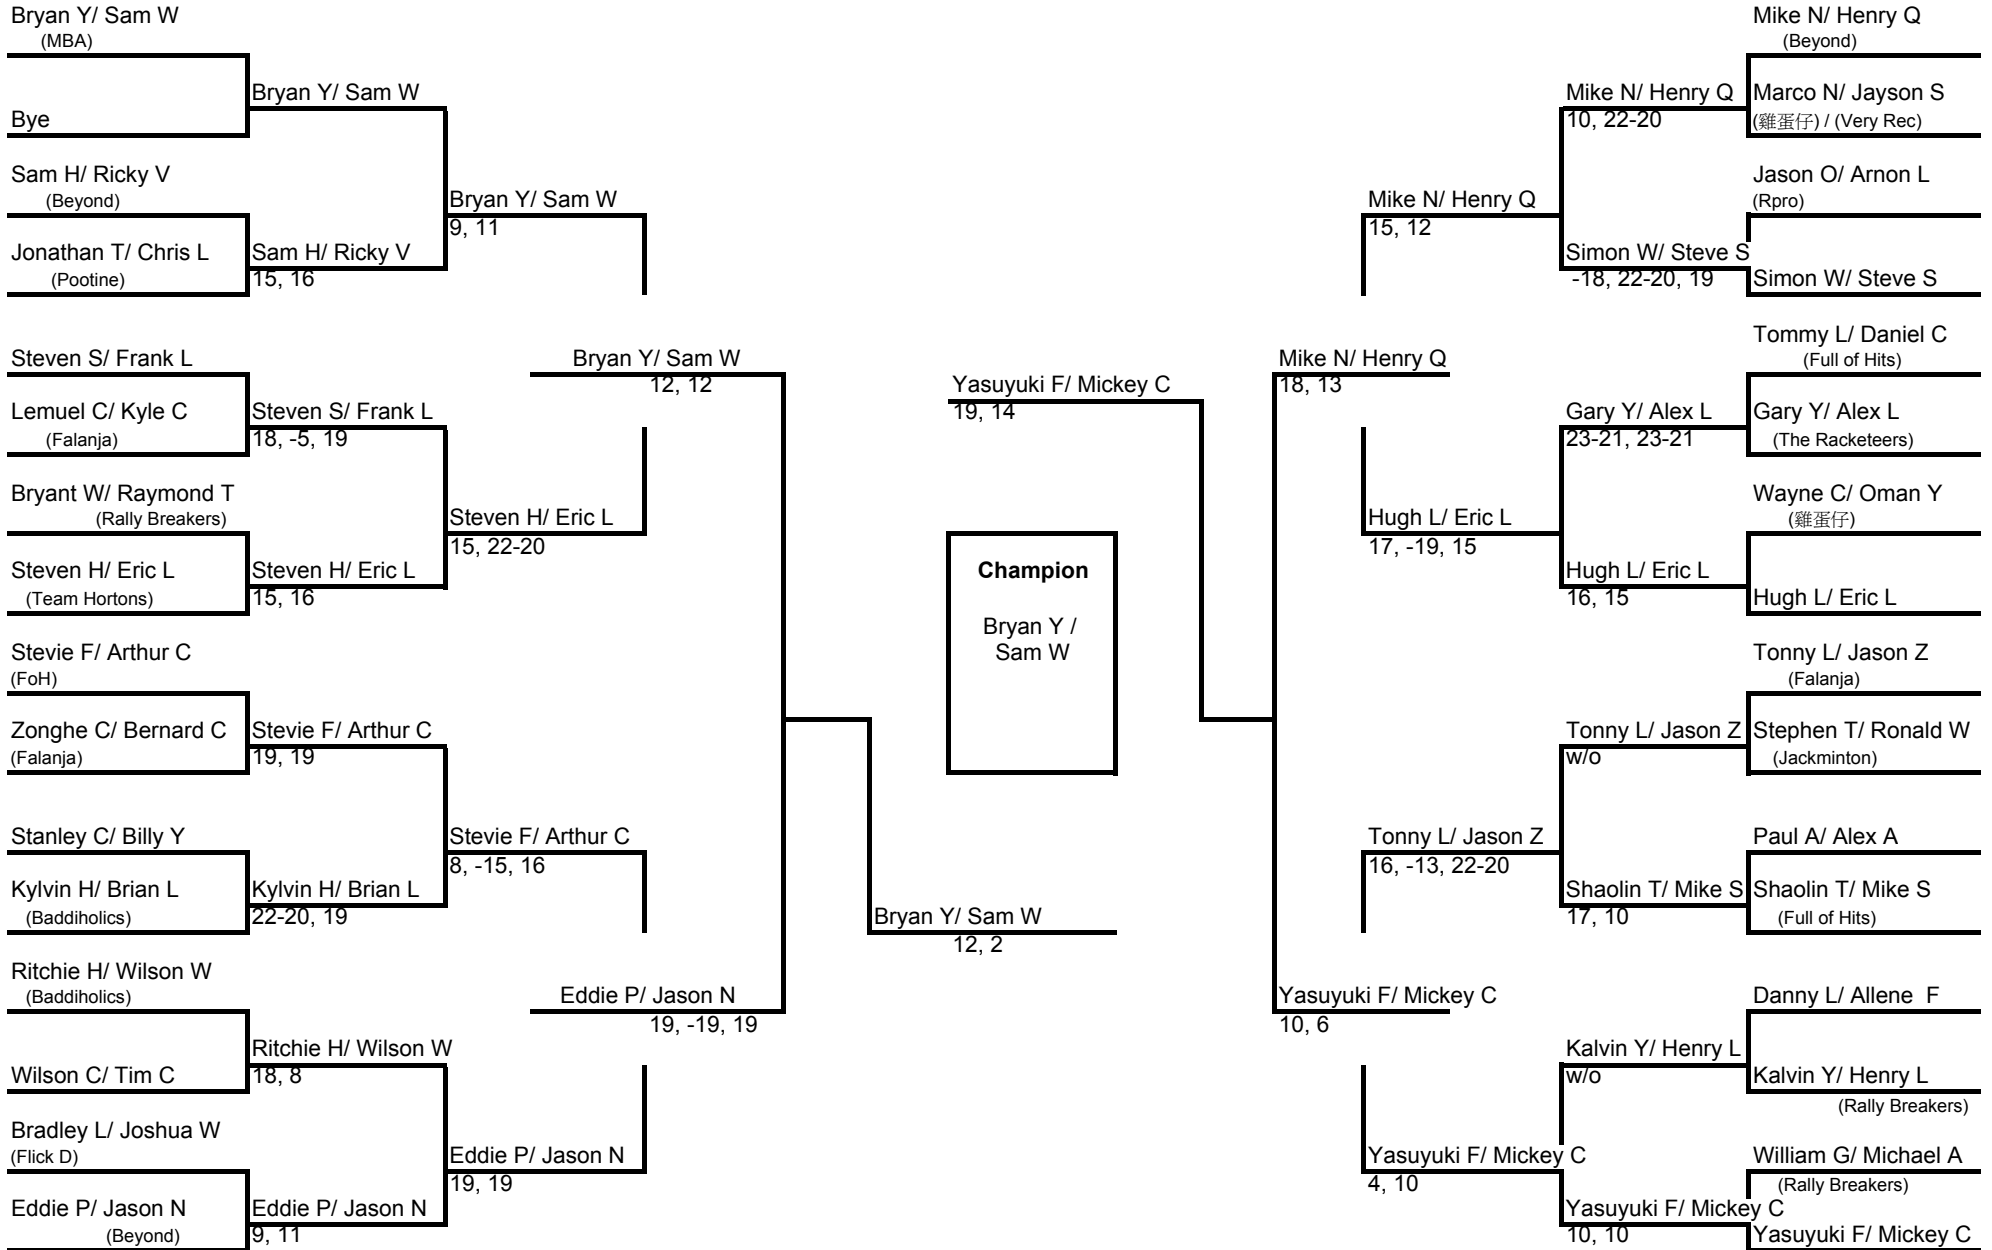 Bryan Y/ Sam W
(MBA)
Bye
Sam H/ Ricky V
(Beyond)
Jonathan T/ Chris L
(Pootine)
Steven S/ Frank L
Lemuel C/ Kyle C
(Falanja)
Bryant W/ Raymond T
(Rally Breakers)
Steven H/ Eric L
(Team Hortons)
Stevie F/ Arthur C
(FoH)
Zonghe C/ Bernard C
(Falanja)
Stanley C/ Billy Y
Kylvin H/ Brian L
(Baddiholics)
Ritchie H/ Wilson W
(Baddiholics)
Wilson C/ Tim C
Bradley L/ Joshua W
(Flick D)
Eddie P/ Jason N
(Beyond)
Bryan Y/ Sam W
Sam H/ Ricky V
15, 16
Steven S/ Frank L
18, -5, 19
Steven H/ Eric L
15, 16
Stevie F/ Arthur C
19, 19
Kylvin H/ Brian L
22-20, 19
Ritchie H/ Wilson W
18, 8
Eddie P/ Jason N
9, 11
Bryan Y/ Sam W
9, 11
Steven H/ Eric L
15, 22-20
Stevie F/ Arthur C
8, -15, 16
Eddie P/ Jason N
19, 19
Bryan Y/ Sam W
12, 12
Eddie P/ Jason N
19, -19, 19
Bryan Y/ Sam W
12, 2
Yasuyuki F/ Mickey C
19, 14
Champion
Bryan Y /
Sam W
Mike N/ Henry Q
18, 13
Yasuyuki F/ Mickey C
10, 6
Mike N/ Henry Q
15, 12
Hugh L/ Eric L
17, -19, 15
Tonny L/ Jason Z
16, -13, 22-20
Yasuyuki F/ Mickey C
4, 10
Mike N/ Henry Q
10, 22-20
Simon W/ Steve S
-18, 22-20, 19
Gary Y/ Alex L
23-21, 23-21
Hugh L/ Eric L
16, 15
Tonny L/ Jason Z
w/o
Shaolin T/ Mike S
17, 10
Kalvin Y/ Henry L
w/o
Yasuyuki F/ Mickey C
10, 10
Mike N/ Henry Q
(Beyond)
Marco N/ Jayson S
(雞蛋仔) / (Very Rec)
Jason O/ Arnon L
(Rpro)
Simon W/ Steve S
Tommy L/ Daniel C
(Full of Hits)
Gary Y/ Alex L
(The Racketeers)
Wayne C/ Oman Y
(雞蛋仔)
Hugh L/ Eric L
Tonny L/ Jason Z
(Falanja)
Stephen T/ Ronald W
(Jackminton)
Paul A/ Alex A
Shaolin T/ Mike S
(Full of Hits)
Danny L/ Allene F
Kalvin Y/ Henry L
(Rally Breakers)
William G/ Michael A
(Rally Breakers)
Yasuyuki F/ Mickey C